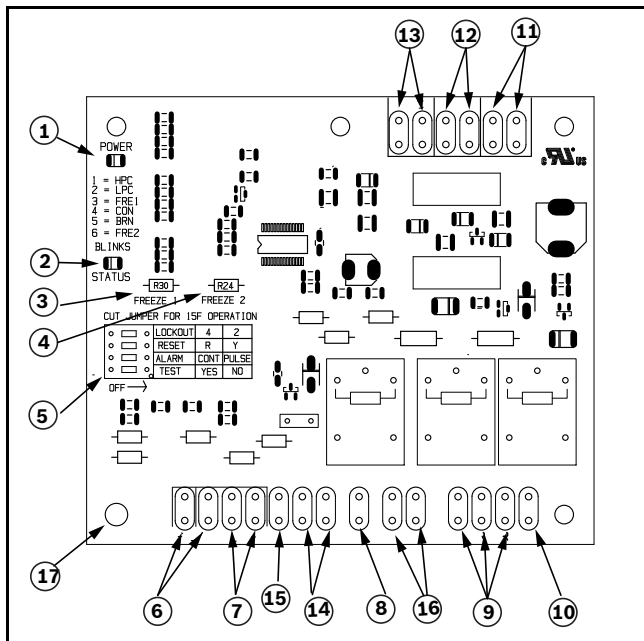 13 12 11
1
POWER
c RU US
1 = HPC
2 = LPC
3 = FRE1
4 = CON
5 = BRN
6 = FRE2
BLINKS
2
STATUS
R30 R24
3 FREEZE 1 FREEZE 2
CUT JUMPER FOR 15F OPERATION
4
LOCKOUT 4 2
RESET R Y
ALARM CONT PULSE
TEST YES NO
OFF
5
17
6 7 15 14 8 16 9 10